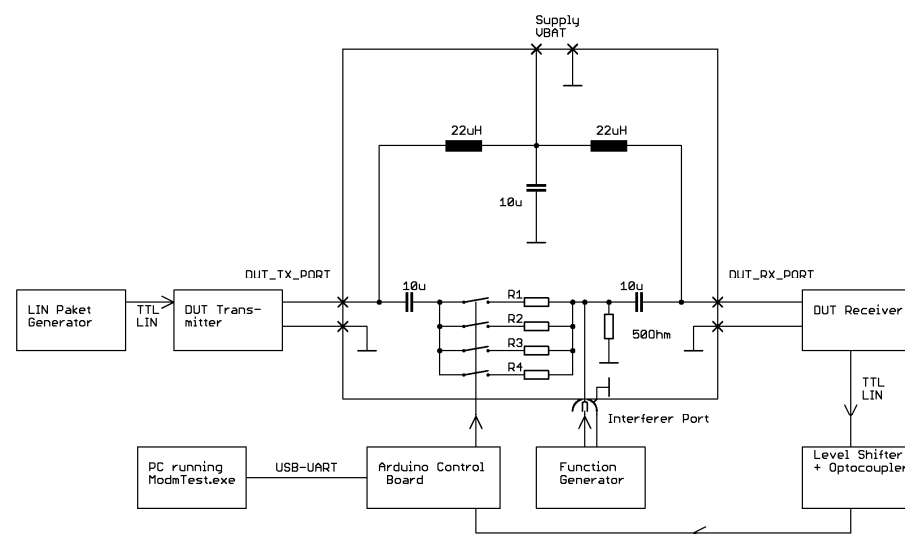 Supply
VBAT
22uH
22uH
10u
DUT_TX_PORT
DUT_RX_PORT
10u
10u
LIN Paket
Generator
TTL
LIN
DUT Trans-
mitter
R1
R2
R3
R4
50Ohm
DUT Receiver
TTL
LIN
Interferer Port
PC running
ModmTest.exe
USB-UART
Arduino Control
Board
Function
Generator
Level Shifter
+ Optocoupler